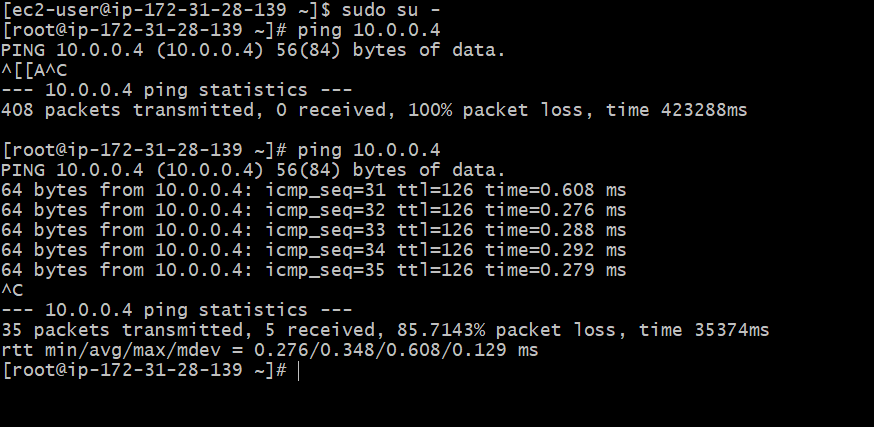 [ec2-user@ip-172-31-28-139 ~]$ sudo su -
[root@ip-172-31-28-139 ~]# ping 10.0.0.4
PING 10.0.0.4 (10.0.0.4) 56(84) bytes of data.
^[[A^C
--- 10.0.0.4 ping statistics ---
408 packets transmitted, 0 received, 100% packet loss, time 423288ms
[root@ip-172-31-28-139 ~]# ping 10.0.0.4
PING 10.0.0.4 (10.0.0.4) 56(84) bytes of data.
64 bytes from 10.0.0.4: icmp_seq=31 ttl=126 time=0.608 ms
64 bytes from 10.0.0.4: icmp_seq=32 ttl=126 time=0.276 ms
64 bytes from 10.0.0.4: icmp_seq=33 ttl=126 time=0.288 ms
64 bytes from 10.0.0.4: icmp_seq=34 ttl=126 time=0.292 ms
64 bytes from 10.0.0.4: icmp_seq=35 ttl=126 time=0.279 ms
^C
--- 10.0.0.4 ping statistics ---
35 packets transmitted, 5 received, 85.7143% packet loss, time 35374ms
rtt min/avg/max/mdev = 0.276/0.348/0.608/0.129 ms
[root@ip-172-31-28-139 ~]#